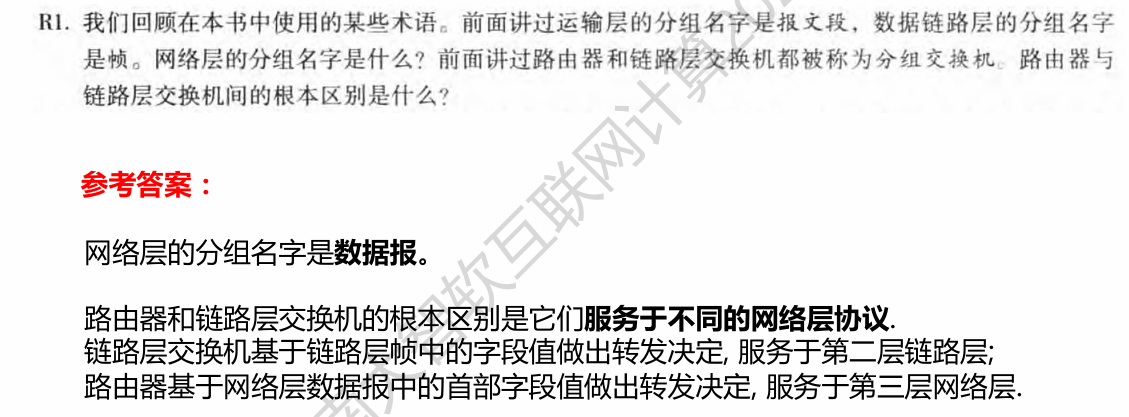 R1. 我们回顾在本书中使用的某些术语。前面讲过运输层的分组名字是报文段，数据链路层的分组名字
是帧。网络层的分组名字是什么？前面讲过路由器和链路层交换机都被称为分组交换机。路由器与
链路层交换机间的根本区别是什么？
参考答案：
网络层的分组名字是数据报。
路由器和链路层交换机的根本区别是它们服务于不同的网络层协议.
链路层交换机基于链路层帧中的字段值做出转发决定, 服务于第二层链路层;
路由器基于网络层数据报中的首部字段值做出转发决定, 服务于第三层网络层.
南大智软互联网计算20